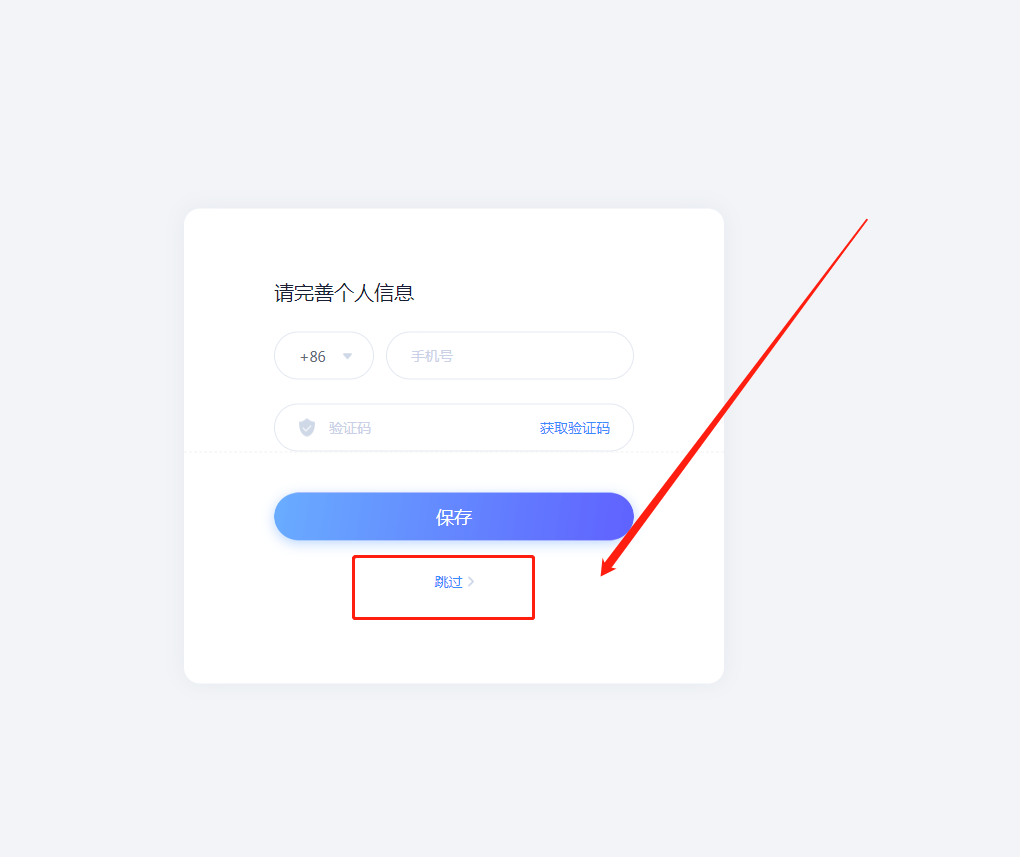 请完善个人信息
+86 手机号
验证码 获取验证码
保存
跳过